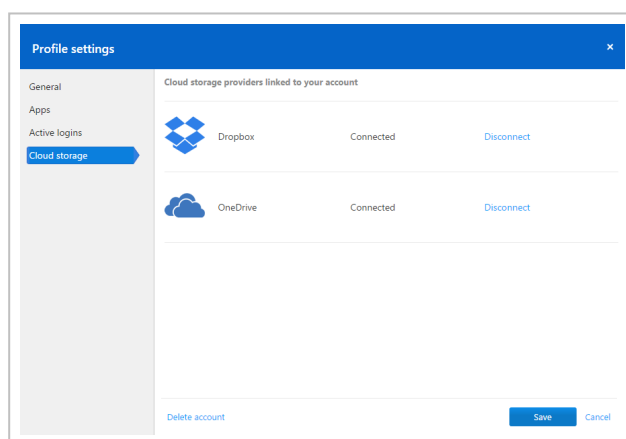 Profile settings
×
General
Apps
Active logins
Cloud storage
Cloud storage providers linked to your account
Dropbox Connected Disconnect
OneDrive Connected Disconnect
Delete account Save Cancel